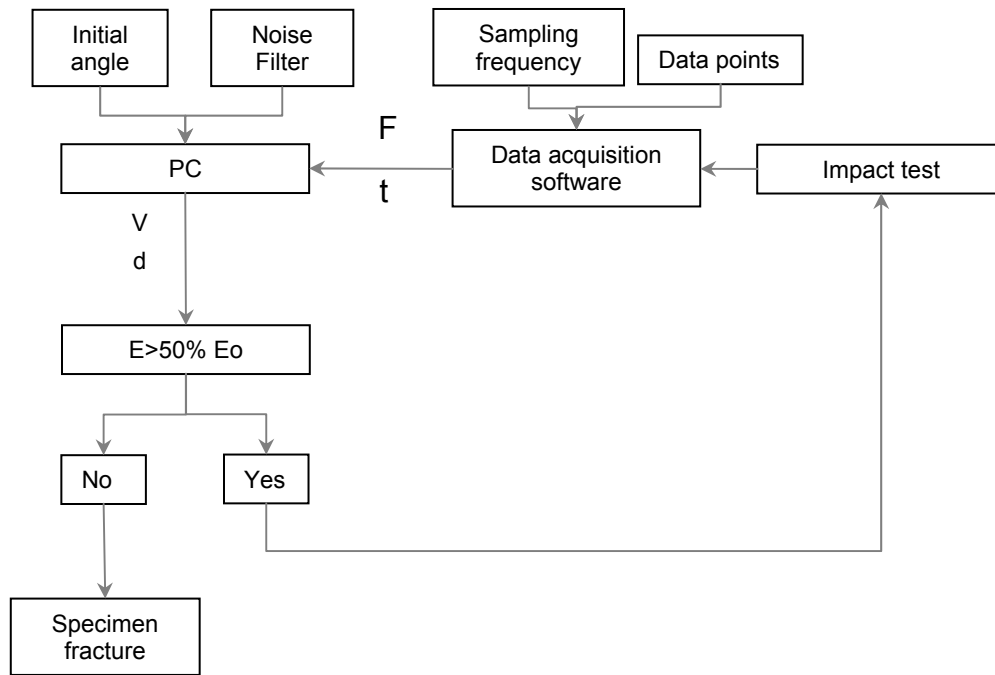 Initial
angle
Noise
Filter
Sampling
frequency
Data points
F
t
PC
Data acquisition
software
Impact test
V
d
E>50% Eo
No
Yes
Specimen
fracture